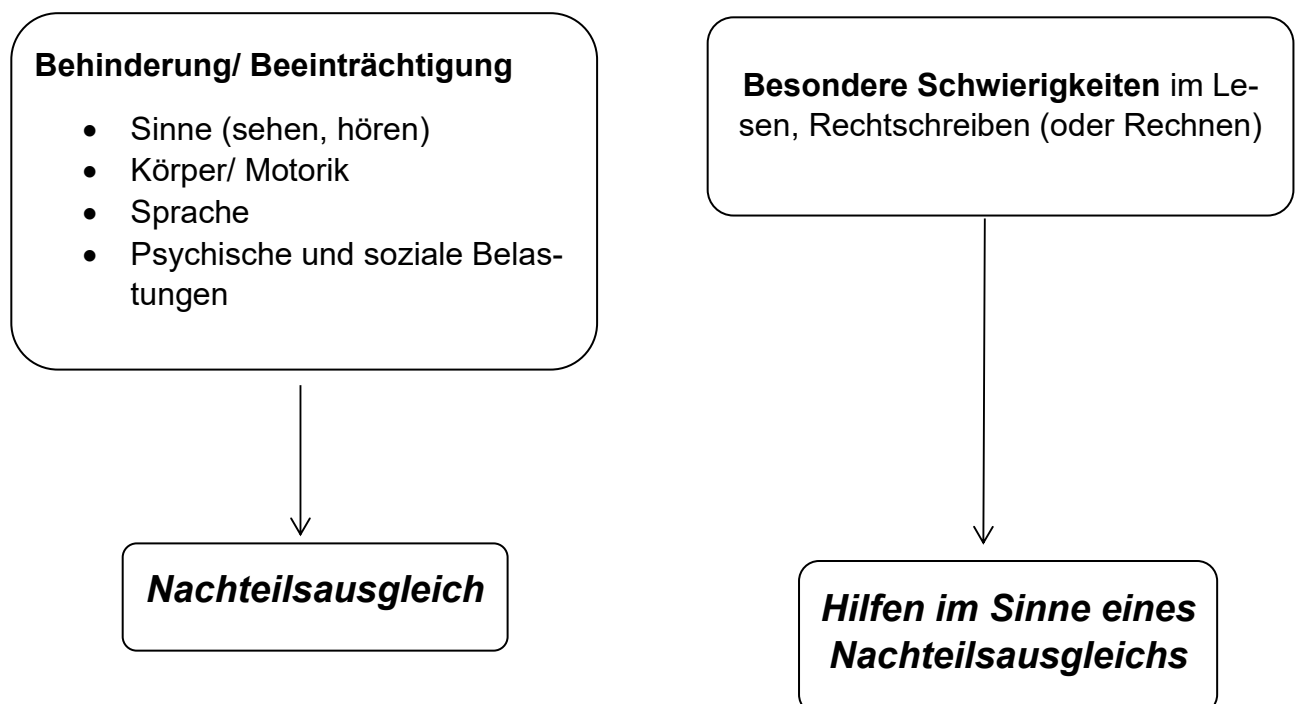 Behinderung/ Beeinträchtigung
• Sinne (sehen, hören)
• Körper/ Motorik
• Sprache
• Psychische und soziale Belas-
tungen
Nachteilsausgleich
Besondere Schwierigkeiten im Le-
sen, Rechtschreiben (oder Rechnen)
Hilfen im Sinne eines
Nachteilsausgleichs